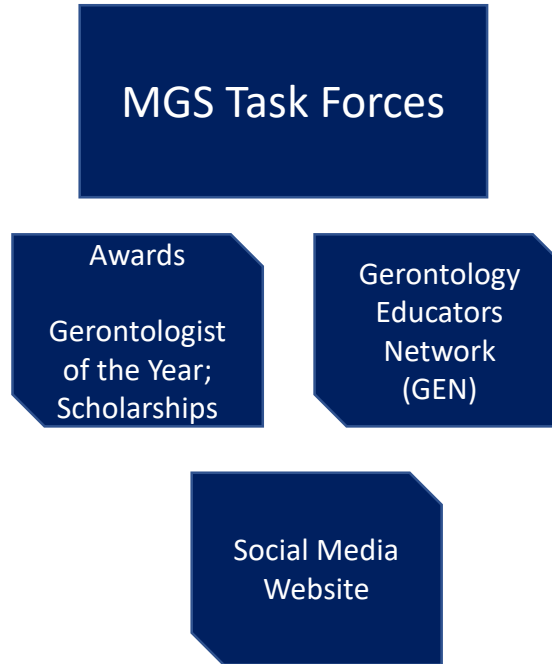 MGS Task Forces
Awards
Gerontologist
of the Year;
Scholarships
Gerontology
Educators
Network
(GEN)
Social Media
Website